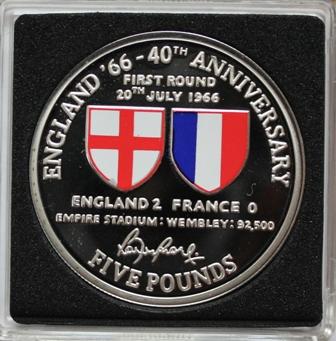 ENGLAND '66 - 40TH ANNIVERSARY
FIRST ROUND
20TH JULY 1966
ENGLAND 2 FRANCE 0
EMPIRE STADIUM: WEMBLEY: 92,500
FIVE POUNDS